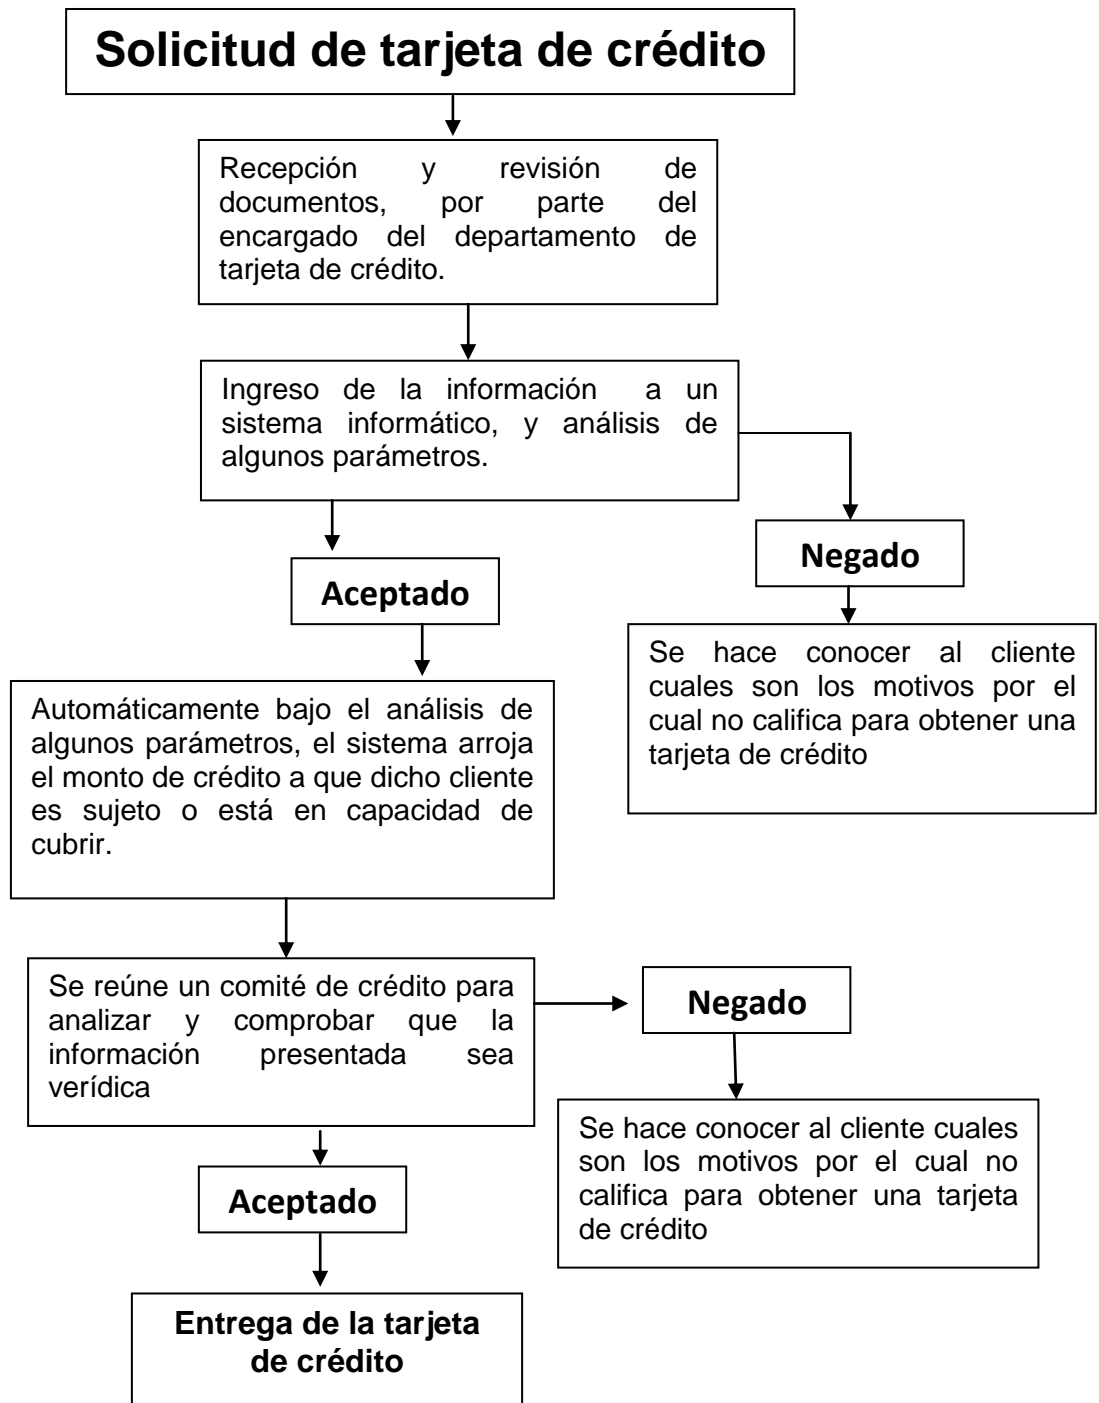 Solicitud de tarjeta de crédito
Recepción y revisión de
documentos, por parte del
encargado del departamento de
tarjeta de crédito.
Ingreso de la información a un
sistema informático, y análisis de
algunos parámetros.
Negado
Aceptado
Se hace conocer al cliente
cuales son los motivos por el
cual no califica para obtener una
tarjeta de crédito
Automáticamente bajo el análisis de
algunos parámetros, el sistema arroja
el monto de crédito a que dicho cliente
es sujeto o está en capacidad de
cubrir.
Se reúne un comité de crédito para
analizar y comprobar que la
información presentada sea
verídica
Negado
Se hace conocer al cliente cuales
son los motivos por el cual no
califica para obtener una tarjeta
de crédito
Aceptado
Entrega de la tarjeta
de crédito